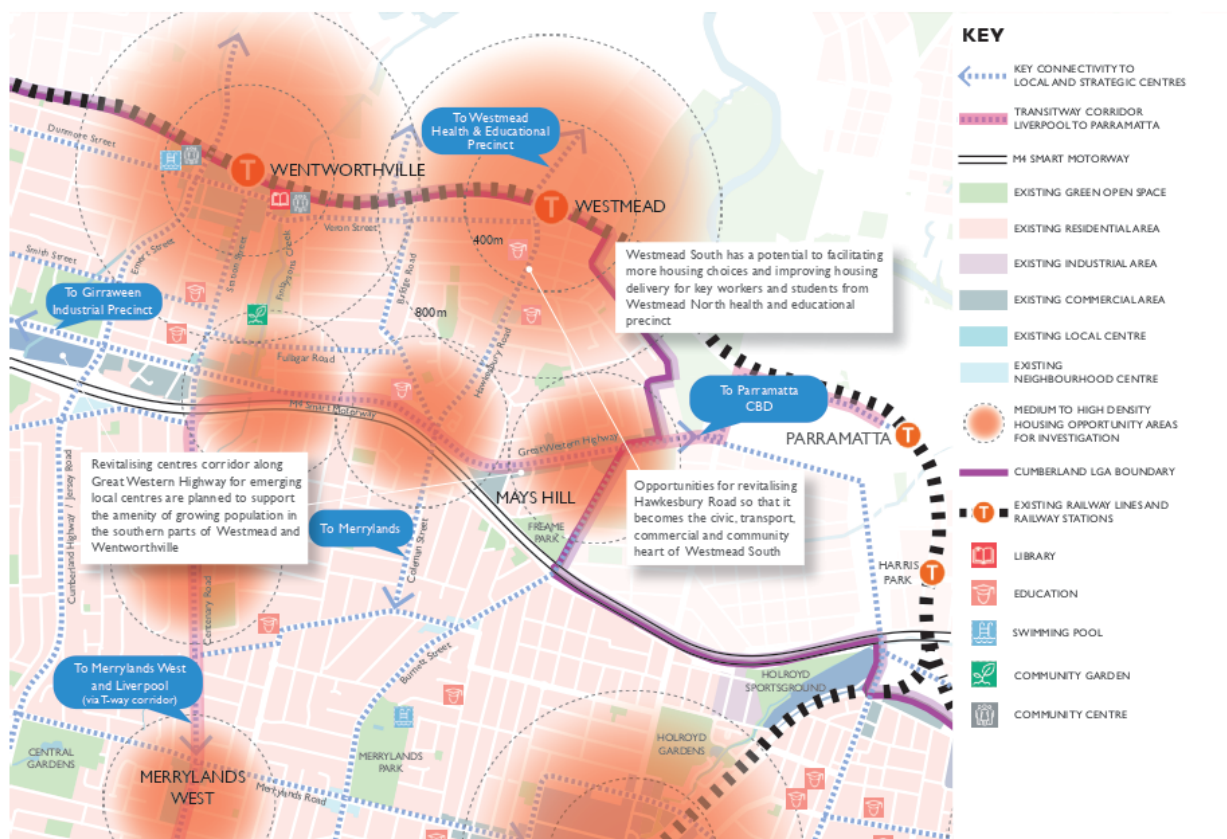 Dunmore Street
WENTWORTHVILLE
To Westmead
Health & Educational
Precinct
WESTMEAD
Veron Street
400m
800m
Smith Street
Emert Street
Station Street
Finlaysons Creek
Bridge Road
Hawkesbury Road
To Girraween
Industrial Precinct
Fulagar Road
M4 Smart Motorway
Great Western Highway
Westmead South has a potential to facilitating
more housing choices and improving housing
delivery for key workers and students from
Westmead North health and educational
precinct
To Parramatta
CBD
PARRAMATTA
HARRIS
PARK
Revitalising centres corridor along
Great Western Highway for emerging
local centres are planned to support
the amenity of growing population in
the southern parts of Westmead and
Wentworthville
MAYS HILL
FREAME
PARK
Opportunities for revitalising
Hawkesbury Road so that it
becomes the civic, transport,
commercial and community
heart of Westmead South
To Merrylands
Coleman Street
Cumberland Highway / Jersey Road
Centenary Road
Burnett Street
To Merrylands West
and Liverpool
(via T-way corridor)
HOLROYD
SPORTSGROUND
HOLROYD
GARDENS
CENTRAL
GARDENS
MERRYLANDS
PARK
MERRYLANDS
WEST
Merrylands Road
KEY
KEY CONNECTIVITY TO
LOCAL AND STRATEGIC CENTRES
TRANSITWAY CORRIDOR
LIVERPOOL TO PARRAMATTA
M4 SMART MOTORWAY
EXISTING GREEN OPEN SPACE
EXISTING RESIDENTIAL AREA
EXISTING INDUSTRIAL AREA
EXISTING COMMERCIAL AREA
EXISTING LOCAL CENTRE
EXISTING
NEIGHBOURHOOD CENTRE
MEDIUM TO HIGH DENSITY
HOUSING OPPORTUNITY AREAS
FOR INVESTIGATION
CUMBERLAND LGA BOUNDARY
T
EXISTING RAILWAY LINES AND
RAILWAY STATIONS
LIBRARY
EDUCATION
SWIMMING POOL
COMMUNITY GARDEN
COMMUNITY CENTRE